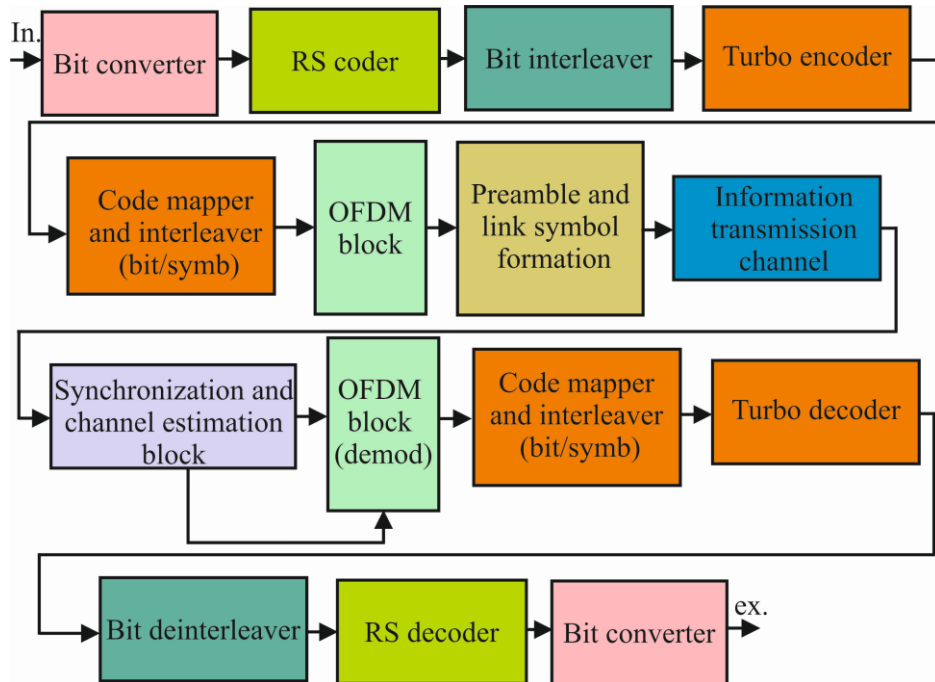 In.
Bit converter
RS coder
Bit interleaver
Turbo encoder
Code mapper
and interleaver
(bit/symb)
OFDM
block
Preamble and
link symbol
formation
Information
transmission
channel
Synchronization and
channel estimation
block
OFDM
block
(demod)
Code mapper
and interleaver
(bit/symb)
Turbo decoder
Bit deinterleaver
RS decoder
Bit converter
ex.